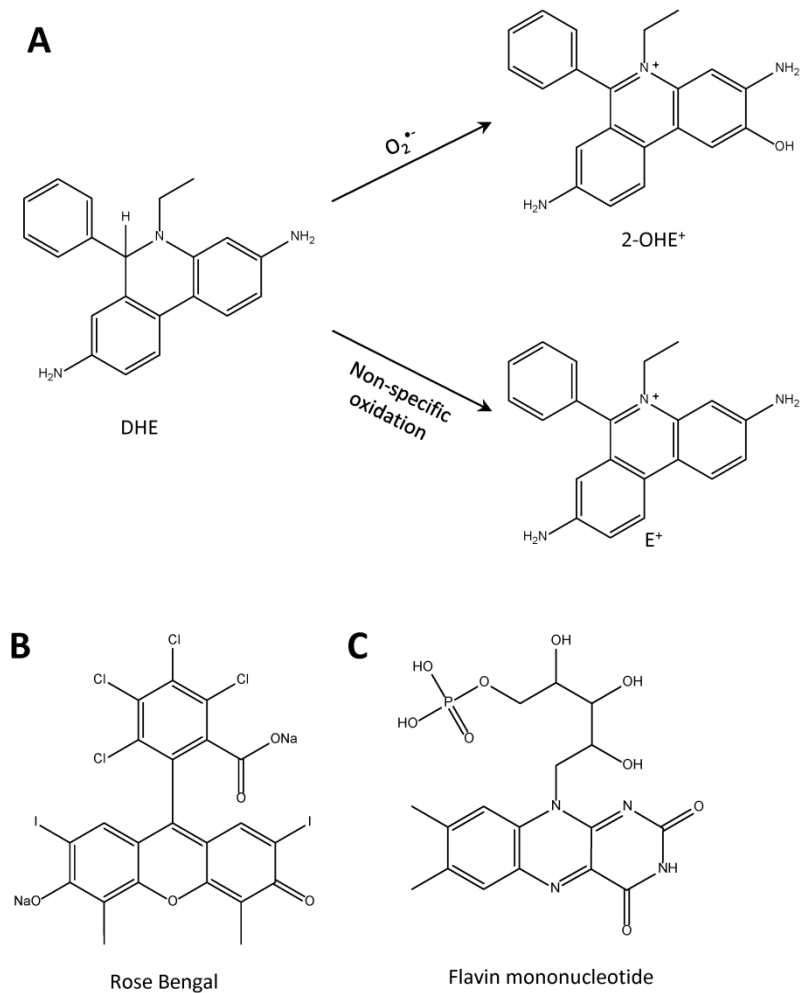 A
O₂•-
N+
NH₂
OH
H₂N
2-OHE⁺
H
N
NH₂
H₂N
DHE
Non-specific
oxidation
N+
NH₂
H₂N
E⁺
B
Cl
Cl
Cl
Cl
ONa
O
I
I
NaO
O
O
Rose Bengal
C
OH
HO
O
OH
P
HO
O
OH
N
N
O
NH
N
O
Flavin mononucleotide